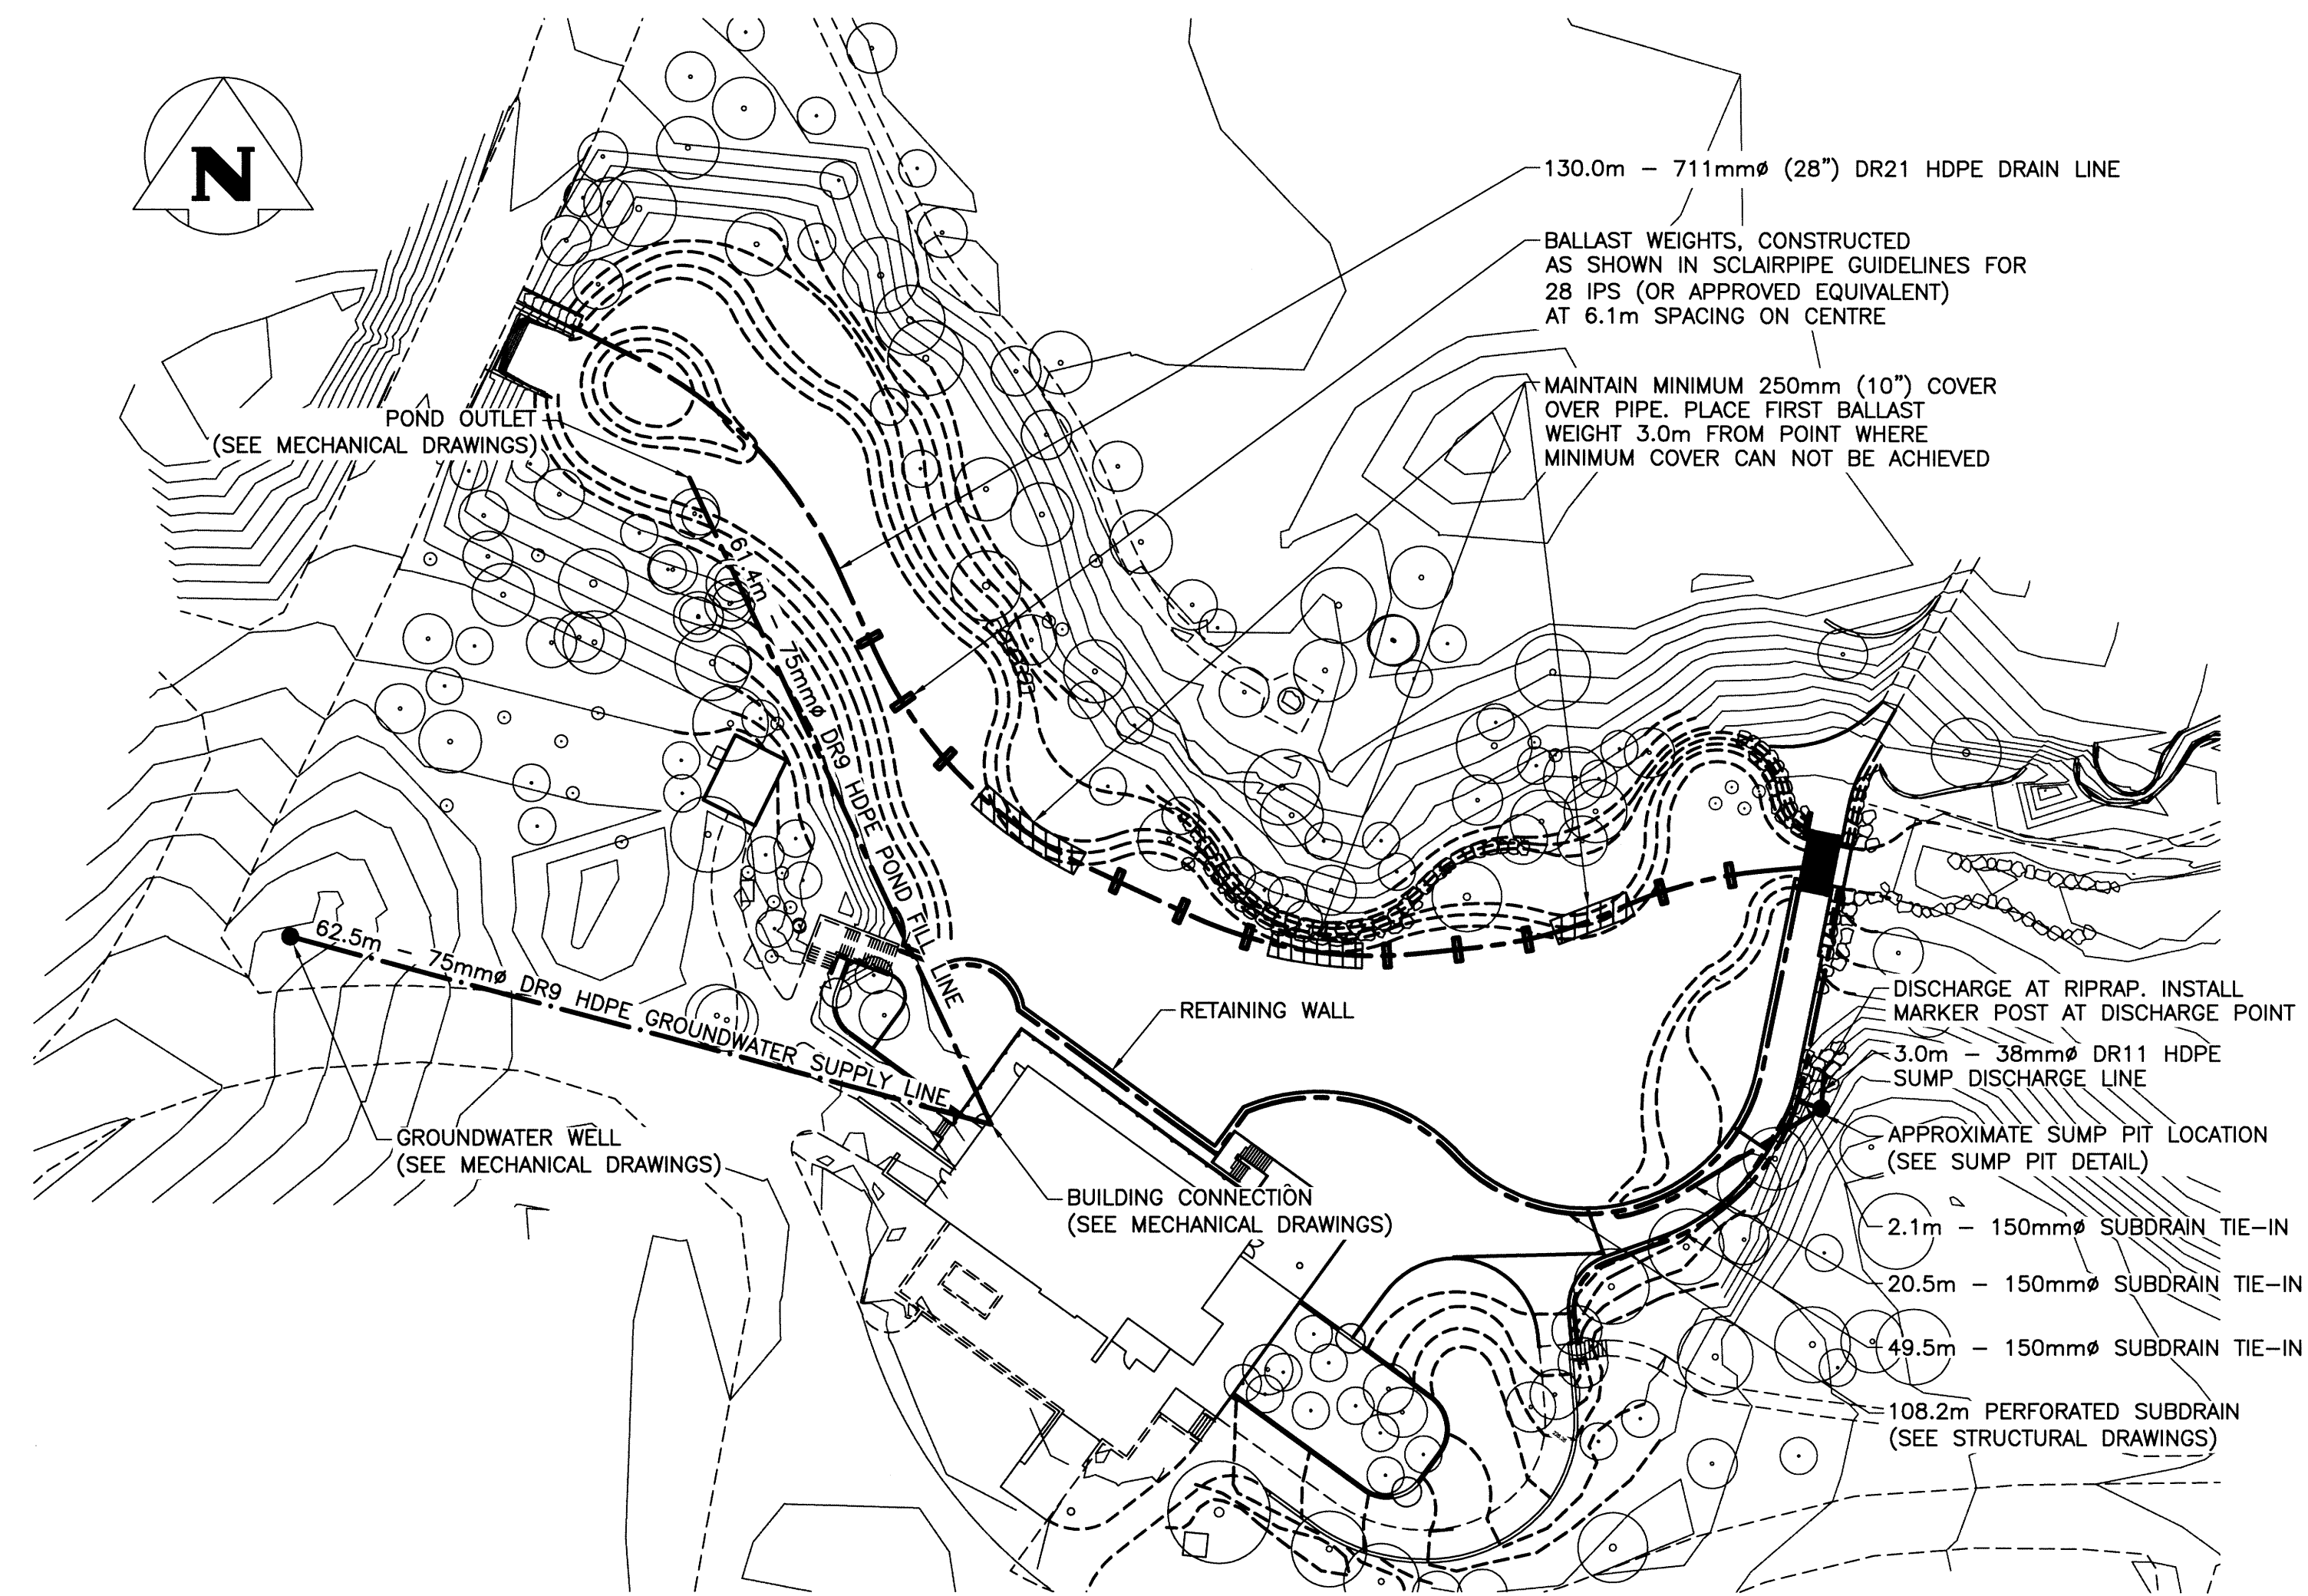 N
130.0m – 711mmø (28") DR21 HDPE DRAIN LINE
BALLAST WEIGHTS, CONSTRUCTED
AS SHOWN IN SCLAIRPIPE GUIDELINES FOR
28 IPS (OR APPROVED EQUIVALENT)
AT 6.1m SPACING ON CENTRE
MAINTAIN MINIMUM 250mm (10") COVER
OVER PIPE. PLACE FIRST BALLAST
WEIGHT 3.0m FROM POINT WHERE
MINIMUM COVER CAN NOT BE ACHIEVED
POND OUTLET
(SEE MECHANICAL DRAWINGS)
61.4m – 75mmø DR9 HDPE POND FILL LINE
62.5m – 75mmø DR9 HDPE GROUNDWATER SUPPLY LINE
RETAINING WALL
DISCHARGE AT RIPRAP. INSTALL
MARKER POST AT DISCHARGE POINT
3.0m – 38mmø DR11 HDPE
SUMP DISCHARGE LINE
GROUNDWATER WELL
(SEE MECHANICAL DRAWINGS)
APPROXIMATE SUMP PIT LOCATION
(SEE SUMP PIT DETAIL)
BUILDING CONNECTION
(SEE MECHANICAL DRAWINGS)
2.1m – 150mmø SUBDRAIN TIE–IN
20.5m – 150mmø SUBDRAIN TIE–IN
49.5m – 150mmø SUBDRAIN TIE–IN
108.2m PERFORATED SUBDRAIN
(SEE STRUCTURAL DRAWINGS)